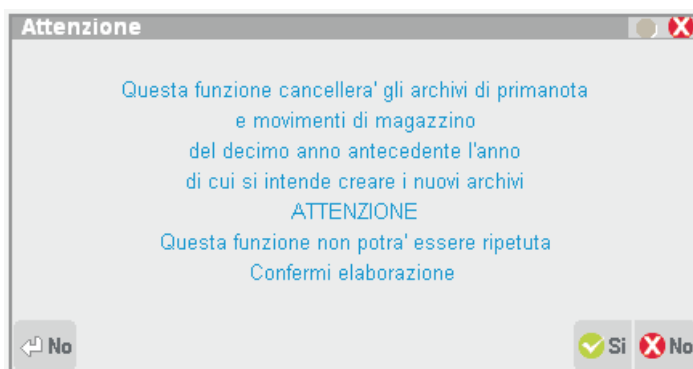 Attenzione
Questa funzione cancellera' gli archivi di primanota
e movimenti di magazzino
del decimo anno antecedente l'anno
di cui si intende creare i nuovi archivi
ATTENZIONE
Questa funzione non potra' essere ripetuta
Confermi elaborazione
No Si No